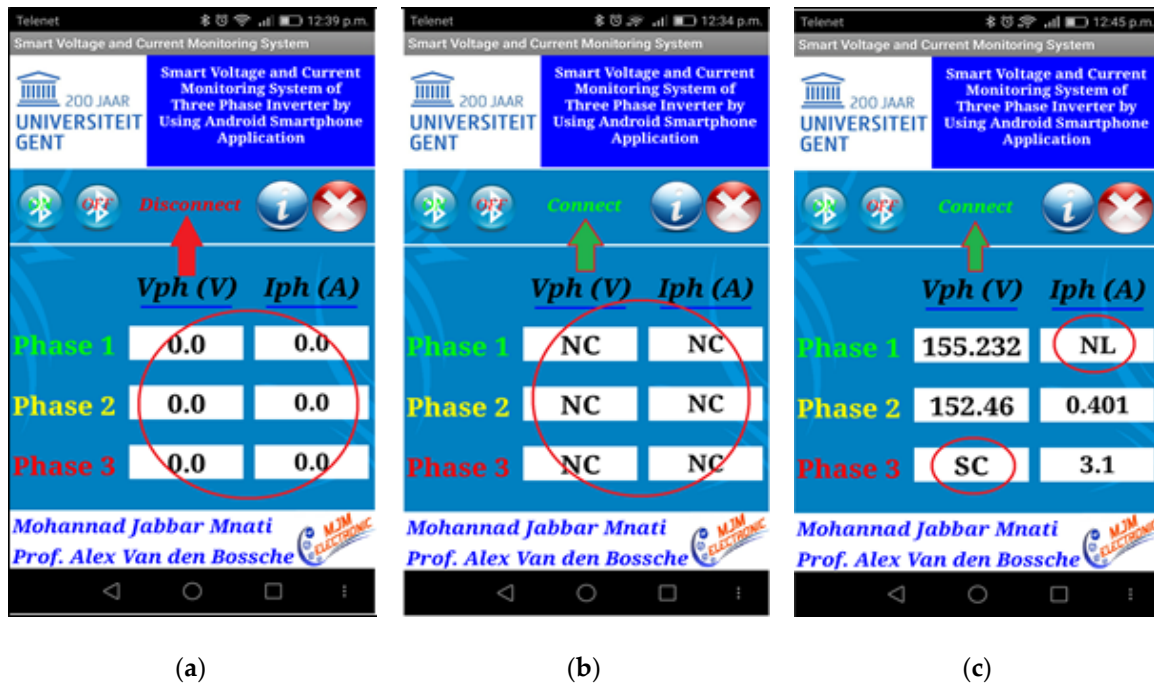 Telenet 12:39 p.m.
Smart Voltage and Current Monitoring System
200 JAAR
UNIVERSITEIT
GENT
Smart Voltage and Current
Monitoring System of
Three Phase Inverter by
Using Android Smartphone
Application
OFF Disconnect i
Vph (V) Iph (A)
Phase 1 0.0 0.0
Phase 2 0.0 0.0
Phase 3 0.0 0.0
Mohannad Jabbar Mnati
Prof. Alex Van den Bossche
MJM
ELECTRONIC
(a)
Telenet 12:34 p.m.
Smart Voltage and Current Monitoring System
200 JAAR
UNIVERSITEIT
GENT
Smart Voltage and Current
Monitoring System of
Three Phase Inverter by
Using Android Smartphone
Application
OFF Connect i
Vph (V) Iph (A)
Phase 1 NC NC
Phase 2 NC NC
Phase 3 NC NC
Mohannad Jabbar Mnati
Prof. Alex Van den Bossche
MJM
ELECTRONIC
(b)
Telenet 12:45 p.m.
Smart Voltage and Current Monitoring System
200 JAAR
UNIVERSITEIT
GENT
Smart Voltage and Current
Monitoring System of
Three Phase Inverter by
Using Android Smartphone
Application
OFF Connect i
Vph (V) Iph (A)
Phase 1 155.232 NL
Phase 2 152.46 0.401
Phase 3 SC 3.1
Mohannad Jabbar Mnati
Prof. Alex Van den Bossche
MJM
ELECTRONIC
(c)